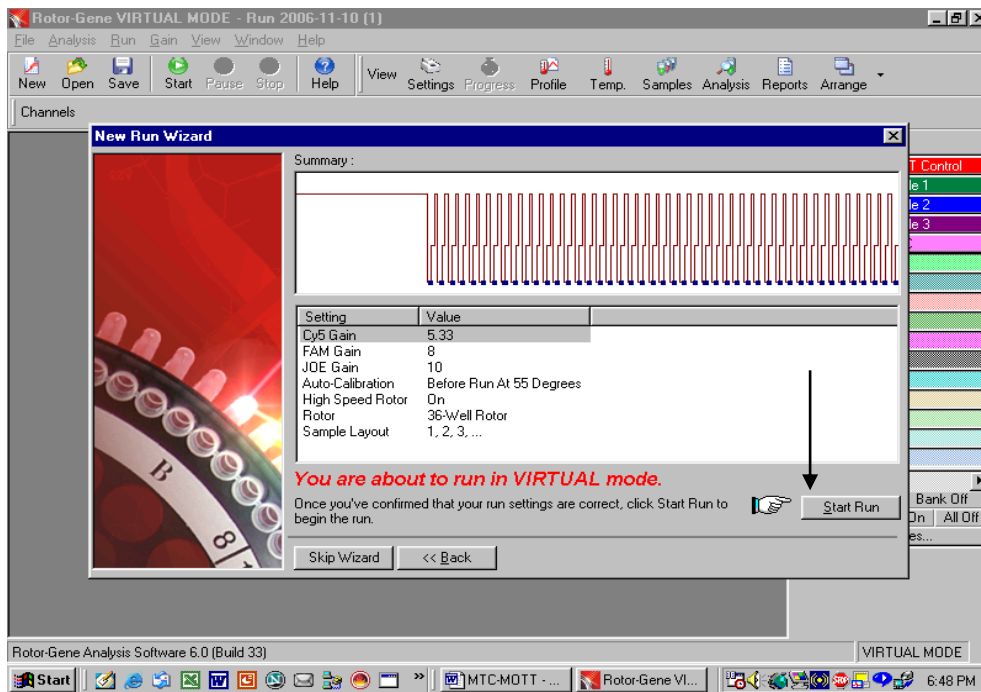 Rotor-Gene VIRTUAL MODE - Run 2006-11-10 (1)
File Analysis Run Gain View Window Help
New Open Save Start Pause Stop Help View Settings Progress Profile Temp. Samples Analysis Reports Arrange
Channels
New Run Wizard
Summary :
T Control
le 1
le 2
le 3
Setting Value
Cy5 Gain 5.33
FAM Gain 8
JOE Gain 10
Auto-Calibration Before Run At 55 Degrees
High Speed Rotor On
Rotor 36-Well Rotor
Sample Layout 1, 2, 3, ...
You are about to run in VIRTUAL mode.
Once you've confirmed that your run settings are correct, click Start Run to
begin the run.
Start Run
Bank Off
On All Off
es...
Skip Wizard << Back
B
8
Rotor-Gene Analysis Software 6.0 (Build 33) VIRTUAL MODE
Start » MTC-MOTT - ... Rotor-Gene VI... 6:48 PM